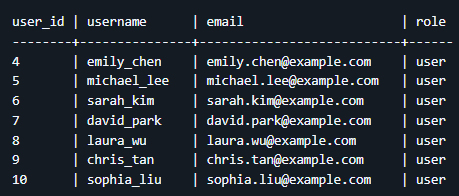 user_id | username      | email                    | role
--------+---------------+--------------------------+------
4       | emily_chen    | emily.chen@example.com   | user
5       | michael_lee   | michael.lee@example.com  | user
6       | sarah_kim     | sarah.kim@example.com    | user
7       | david_park    | david.park@example.com   | user
8       | laura_wu      | laura.wu@example.com     | user
9       | chris_tan     | chris.tan@example.com    | user
10      | sophia_liu    | sophia.liu@example.com   | user